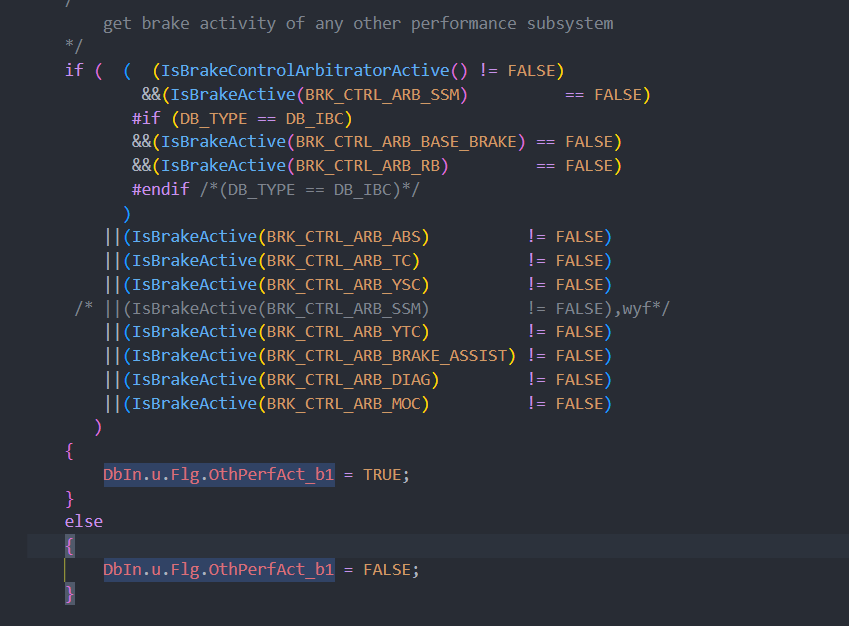 get brake activity of any other performance subsystem
*/
if (  (  (IsBrakeControlArbitratorActive() != FALSE)
&&(IsBrakeActive(BRK_CTRL_ARB_SSM)          == FALSE)
#if (DB_TYPE == DB_IBC)
&&(IsBrakeActive(BRK_CTRL_ARB_BASE_BRAKE) == FALSE)
&&(IsBrakeActive(BRK_CTRL_ARB_RB)         == FALSE)
#endif /*(DB_TYPE == DB_IBC)*/
)
||(IsBrakeActive(BRK_CTRL_ARB_ABS)          != FALSE)
||(IsBrakeActive(BRK_CTRL_ARB_TC)           != FALSE)
||(IsBrakeActive(BRK_CTRL_ARB_YSC)          != FALSE)
/* ||(IsBrakeActive(BRK_CTRL_ARB_SSM)          != FALSE),wyf*/
||(IsBrakeActive(BRK_CTRL_ARB_YTC)          != FALSE)
||(IsBrakeActive(BRK_CTRL_ARB_BRAKE_ASSIST) != FALSE)
||(IsBrakeActive(BRK_CTRL_ARB_DIAG)         != FALSE)
||(IsBrakeActive(BRK_CTRL_ARB_MOC)          != FALSE)
)
{
DbIn.u.Flg.OthPerfAct_b1 = TRUE;
}
else
{
DbIn.u.Flg.OthPerfAct_b1 = FALSE;
}